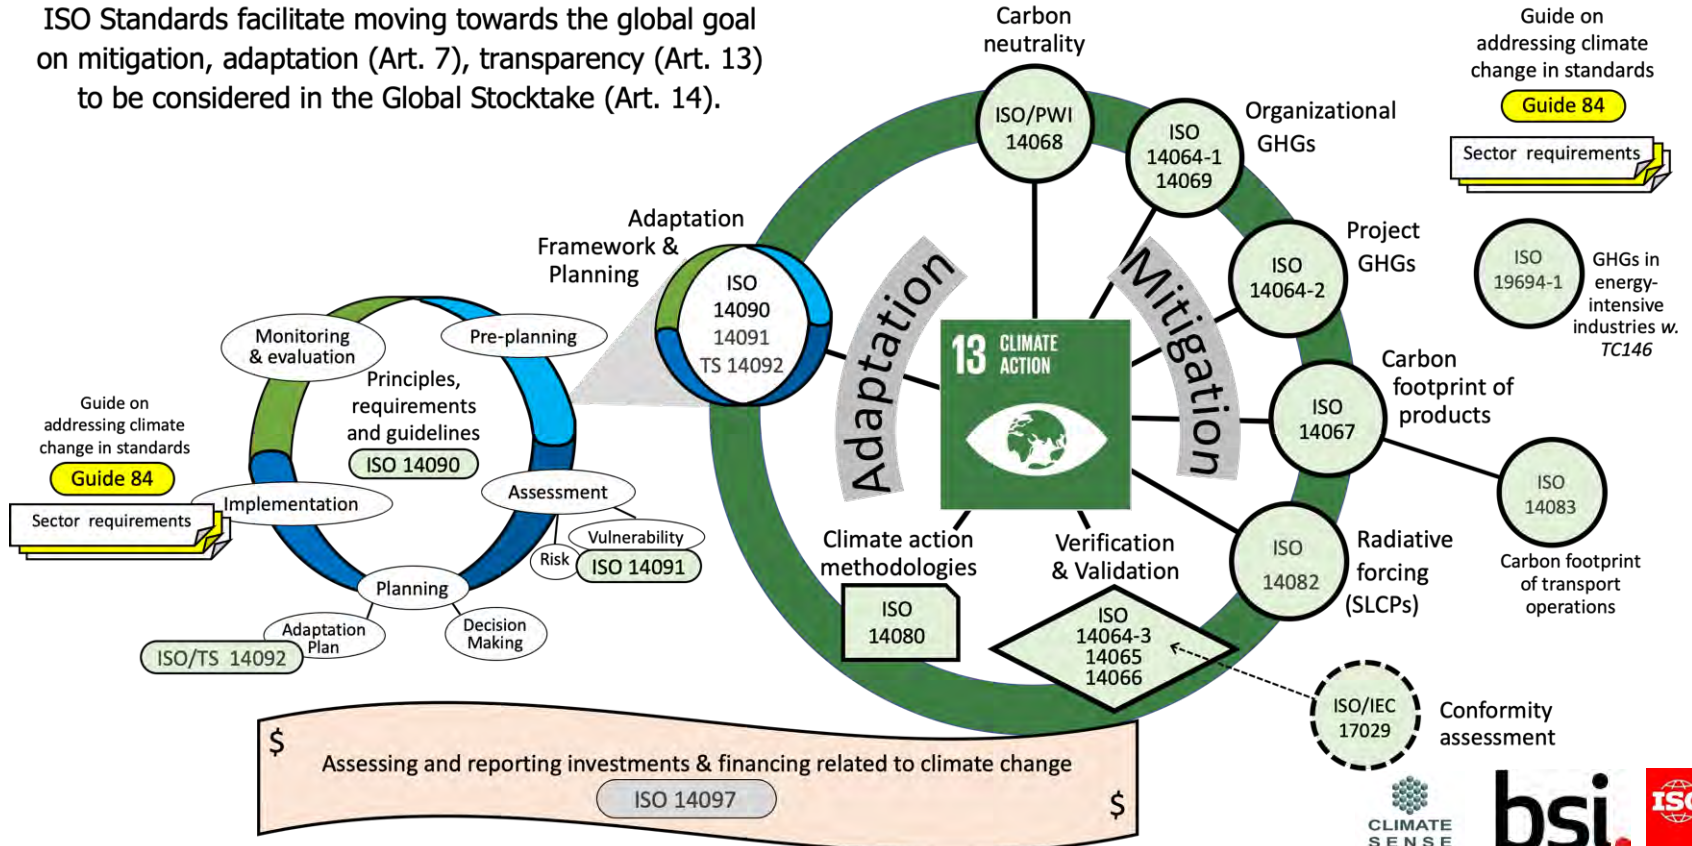 ISO Standards facilitate moving towards the global goal
on mitigation, adaptation (Art. 7), transparency (Art. 13)
to be considered in the Global Stocktake (Art. 14).
Carbon
neutrality
ISO/PWI
14068
Organizational
GHGs
ISO
14064-1
14069
Guide on
addressing climate
change in standards
Guide 84
Sector requirements
Project
GHGs
ISO
14064-2
ISO
19694-1
GHGs in
energy-
intensive
industries w.
TC146
Adaptation
Framework &
Planning
ISO
14090
14091
TS 14092
Adaptation
Mitigation
13 CLIMATE
ACTION
Carbon
footprint of
products
ISO
14067
ISO
14083
Carbon footprint
of transport
operations
Radiative
forcing
(SLCPs)
ISO
14082
Monitoring
& evaluation
Pre-planning
Principles,
requirements
and guidelines
ISO 14090
Guide on
addressing climate
change in standards
Guide 84
Sector requirements
Implementation
Assessment
Risk
Vulnerability
ISO 14091
Planning
Adaptation
Plan
Decision
Making
ISO/TS 14092
Climate action
methodologies
ISO
14080
Verification
& Validation
ISO
14064-3
14065
14066
ISO/IEC
17029
Conformity
assessment
$
Assessing and reporting investments & financing related to climate change
ISO 14097
$
CLIMATE
SENSE
bsi.
ISO